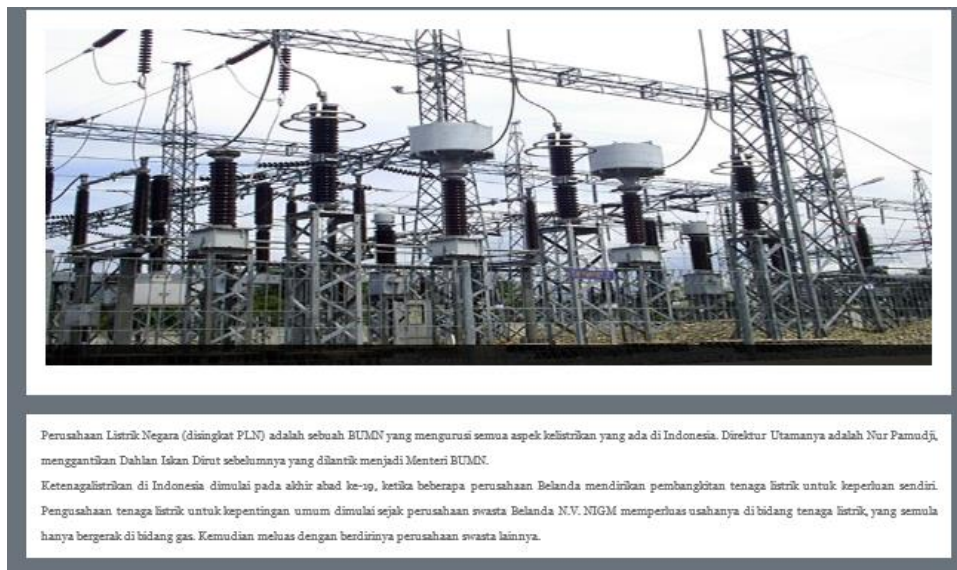 Perusahaan Listrik Negara (disingkat PLN) adalah sebuah BUMN yang mengurusi semua aspek kelistrikan yang ada di Indonesia. Direktur Utamanya adalah Nur Pamudji,
menggantikan Dahlan Iskan Dirut sebelumnya yang dilantik menjadi Menteri BUMN.
Ketenagalistrikan di Indonesia dimulai pada akhir abad ke-19, ketika beberapa perusahaan Belanda mendirikan pembangkitan tenaga listrik untuk keperluan sendiri.
Pengusahaan tenaga listrik untuk kepentingan umum dimulai sejak perusahaan swasta Belanda N.V. NIGM memperluas usahanya di bidang tenaga listrik, yang semula
hanya bergerak di bidang gas. Kemudian meluas dengan berdirinya perusahaan swasta lainnya.